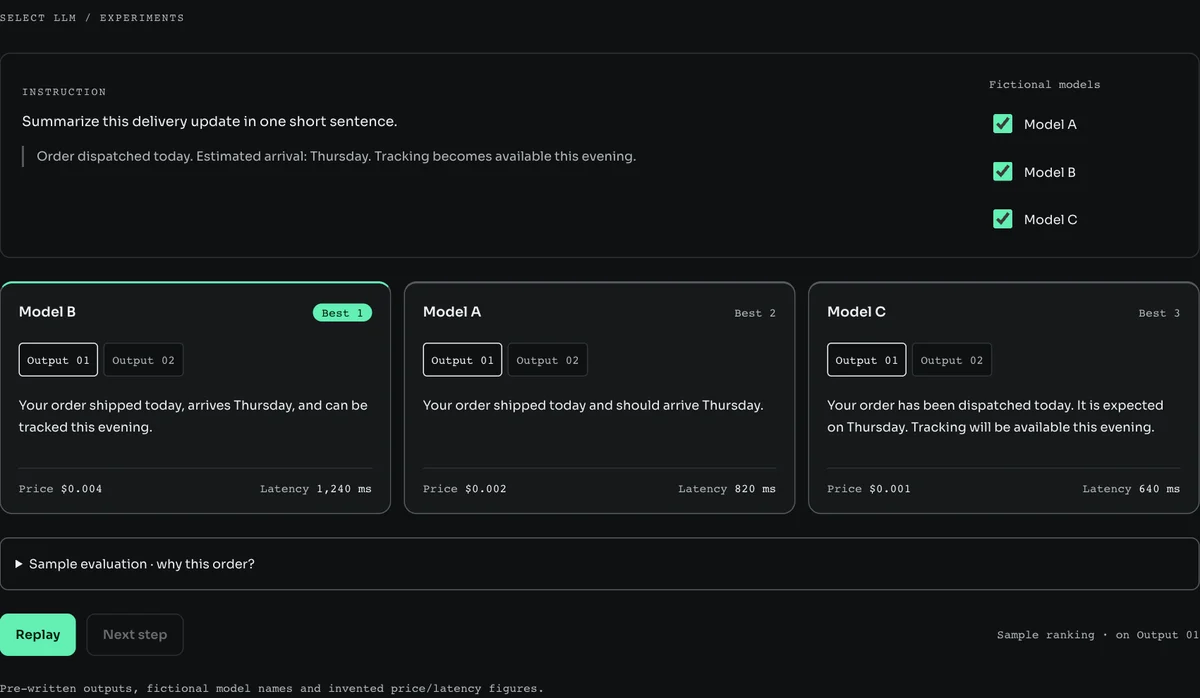 SELECT LLM / EXPERIMENTS
INSTRUCTION
Summarize this delivery update in one short sentence.
Order dispatched today. Estimated arrival: Thursday. Tracking becomes available this evening.
Fictional models
Model A
Model B
Model C
Model B
Best 1
Output 01
Output 02
Your order shipped today, arrives Thursday, and can be
tracked this evening.
Price $0.004
Latency 1,240 ms
Model A
Best 2
Output 01
Output 02
Your order shipped today and should arrive Thursday.
Price $0.002
Latency 820 ms
Model C
Best 3
Output 01
Output 02
Your order has been dispatched today. It is expected
on Thursday. Tracking will be available this evening.
Price $0.001
Latency 640 ms
Sample evaluation · why this order?
Replay
Next step
Sample ranking · on Output 01
Pre-written outputs, fictional model names and invented price/latency figures.